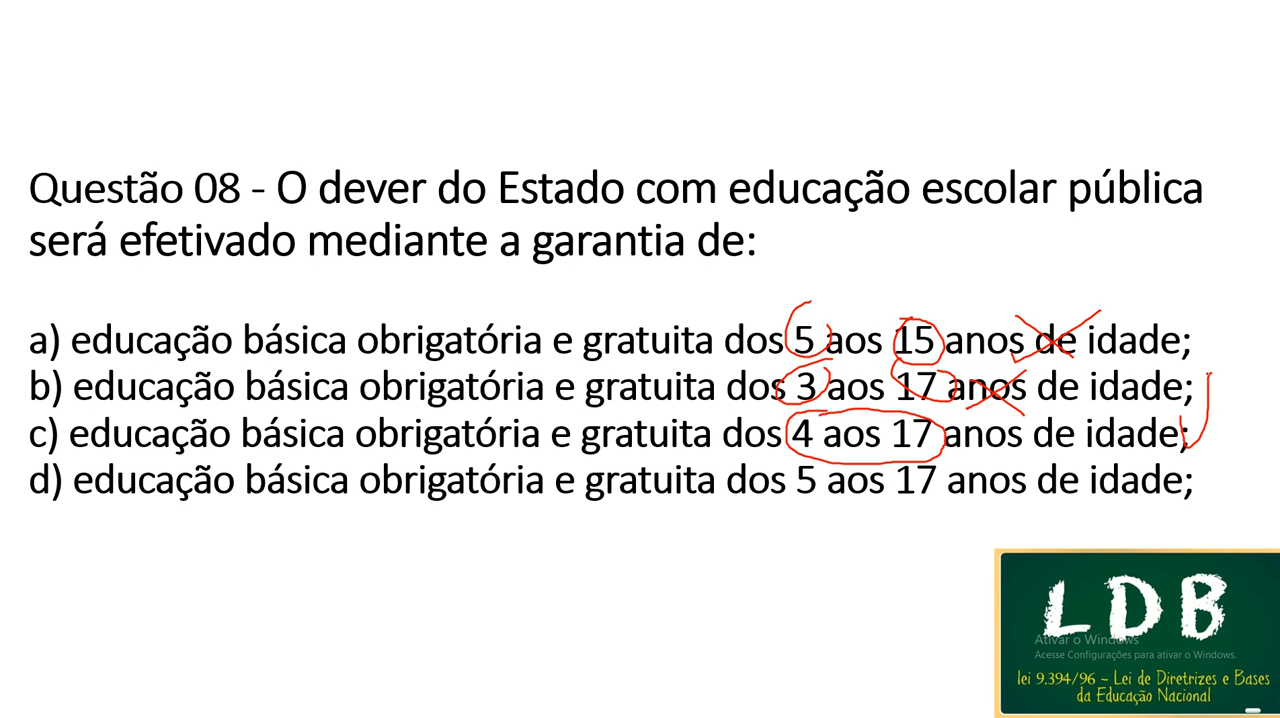 Questão 08 - O dever do Estado com educação escolar pública
será efetivado mediante a garantia de:
a) educação básica obrigatória e gratuita dos 5 aos 15 anos de idade;
b) educação básica obrigatória e gratuita dos 3 aos 17 anos de idade;
c) educação básica obrigatória e gratuita dos 4 aos 17 anos de idade;
d) educação básica obrigatória e gratuita dos 5 aos 17 anos de idade;
LDB
Ativar o Windows
Acesse Configurações para ativar o Windows.
lei 9.394/96 – Lei de Diretrizes e Bases
da Educação Nacional